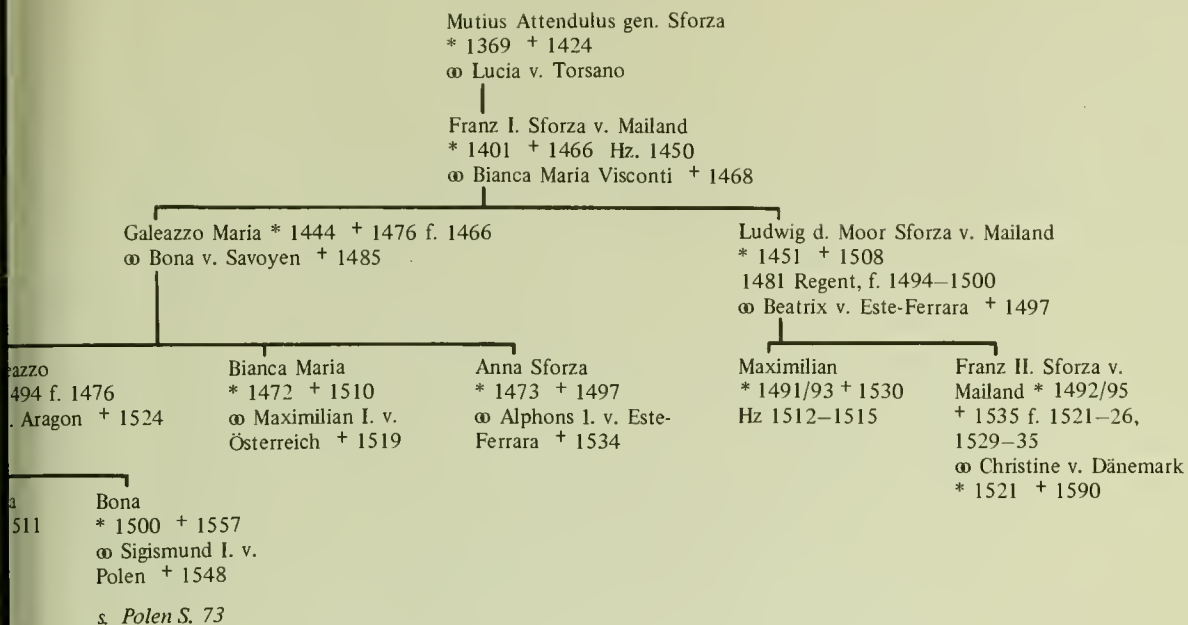 Mutius Attendulus gen. Sforza
* 1369 + 1424
⚭ Lucia v. Torsano
Franz I. Sforza v. Mailand
* 1401 + 1466 Hz. 1450
⚭ Bianca Maria Visconti + 1468
Galeazzo Maria * 1444 + 1476 f. 1466
⚭ Bona v. Savoyen + 1485
Ludwig d. Moor Sforza v. Mailand
* 1451 + 1508
1481 Regent, f. 1494–1500
⚭ Beatrix v. Este-Ferrara + 1497
eazzo
494 f. 1476
. Aragon + 1524
Bianca Maria
* 1472 + 1510
⚭ Maximilian I. v.
Österreich + 1519
Anna Sforza
* 1473 + 1497
⚭ Alphons I. v. Este-
Ferrara + 1534
Maximilian
* 1491/93 + 1530
Hz 1512–1515
Franz II. Sforza v.
Mailand * 1492/95
+ 1535 f. 1521–26,
1529–35
⚭ Christine v. Dänemark
* 1521 + 1590
a
511
Bona
* 1500 + 1557
⚭ Sigismund I. v.
Polen + 1548
s. Polen S. 73